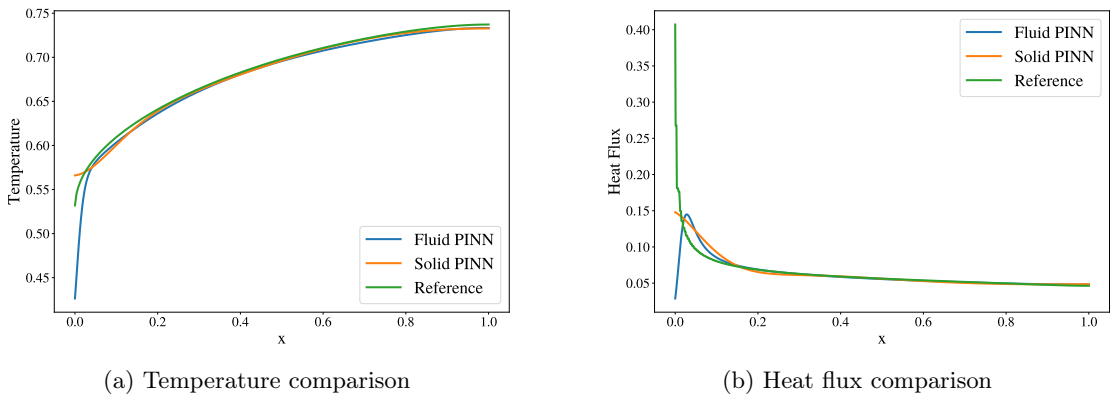 0.75
0.70
0.65
0.60
0.55
0.50
0.45
Temperature
Fluid PINN
Solid PINN
Reference
0.0 0.2 0.4 0.6 0.8 1.0
x
(a) Temperature comparison
0.40
0.35
0.30
0.25
0.20
0.15
0.10
0.05
Heat Flux
Fluid PINN
Solid PINN
Reference
0.0 0.2 0.4 0.6 0.8 1.0
x
(b) Heat flux comparison